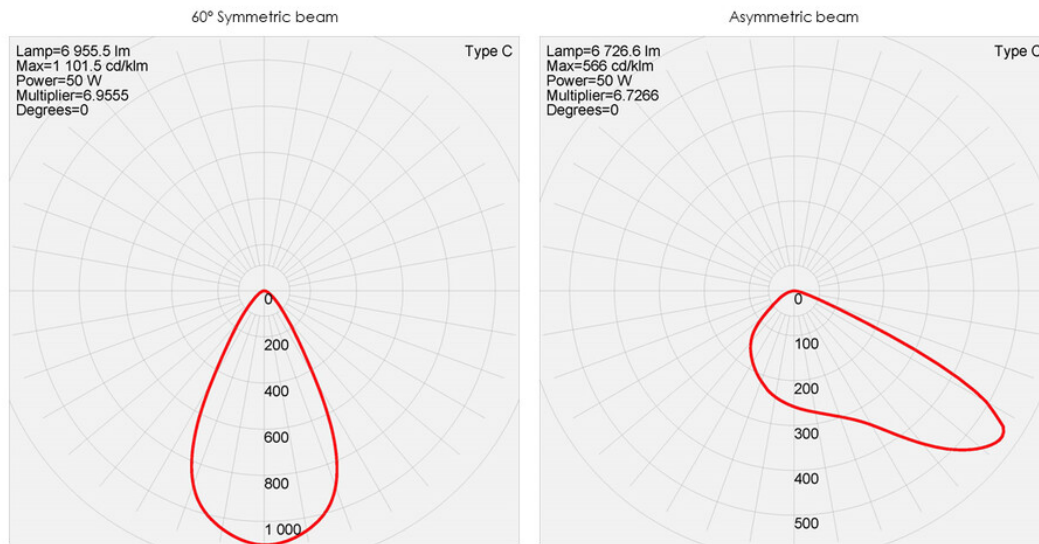 60º Symmetric beam
Lamp=6 955.5 lm
Type C
Max=1 101.5 cd/klm
Power=50 W
Multiplier=6.9555
Degrees=0
0
200
400
600
800
1 000
Asymmetric beam
Lamp=6 726.6 lm
Type C
Max=566 cd/klm
Power=50 W
Multiplier=6.7266
Degrees=0
0
100
200
300
400
500